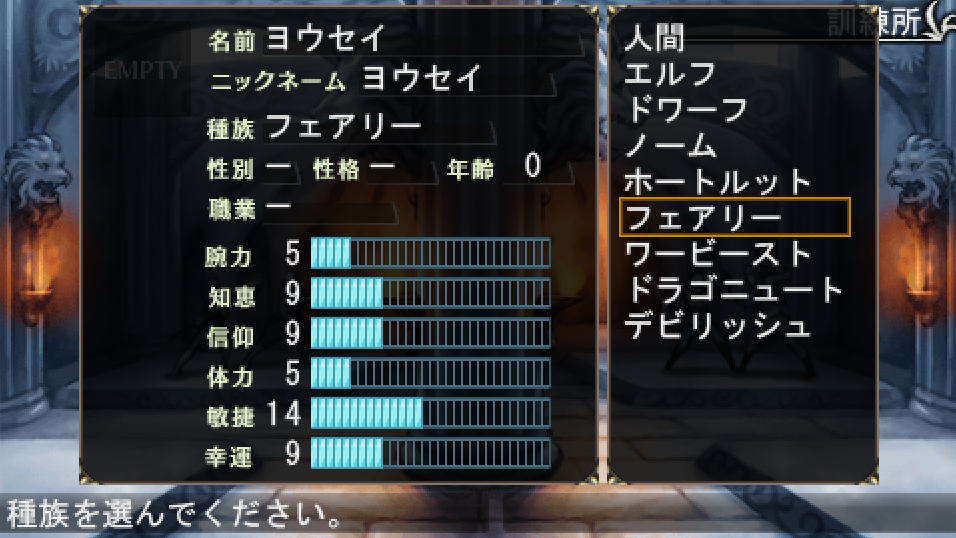 訓練所
EMPTY
名前 ヨウセイ
ニックネーム ヨウセイ
種族 フェアリー
性別 ー 性格 ー 年齢 0
職業 ー
腕力 5
知恵 9
信仰 9
体力 5
敏捷 14
幸運 9
人間
エルフ
ドワーフ
ノーム
ホートルット
フェアリー
ワービースト
ドラゴニュート
デビリッシュ
種族を選んでください。